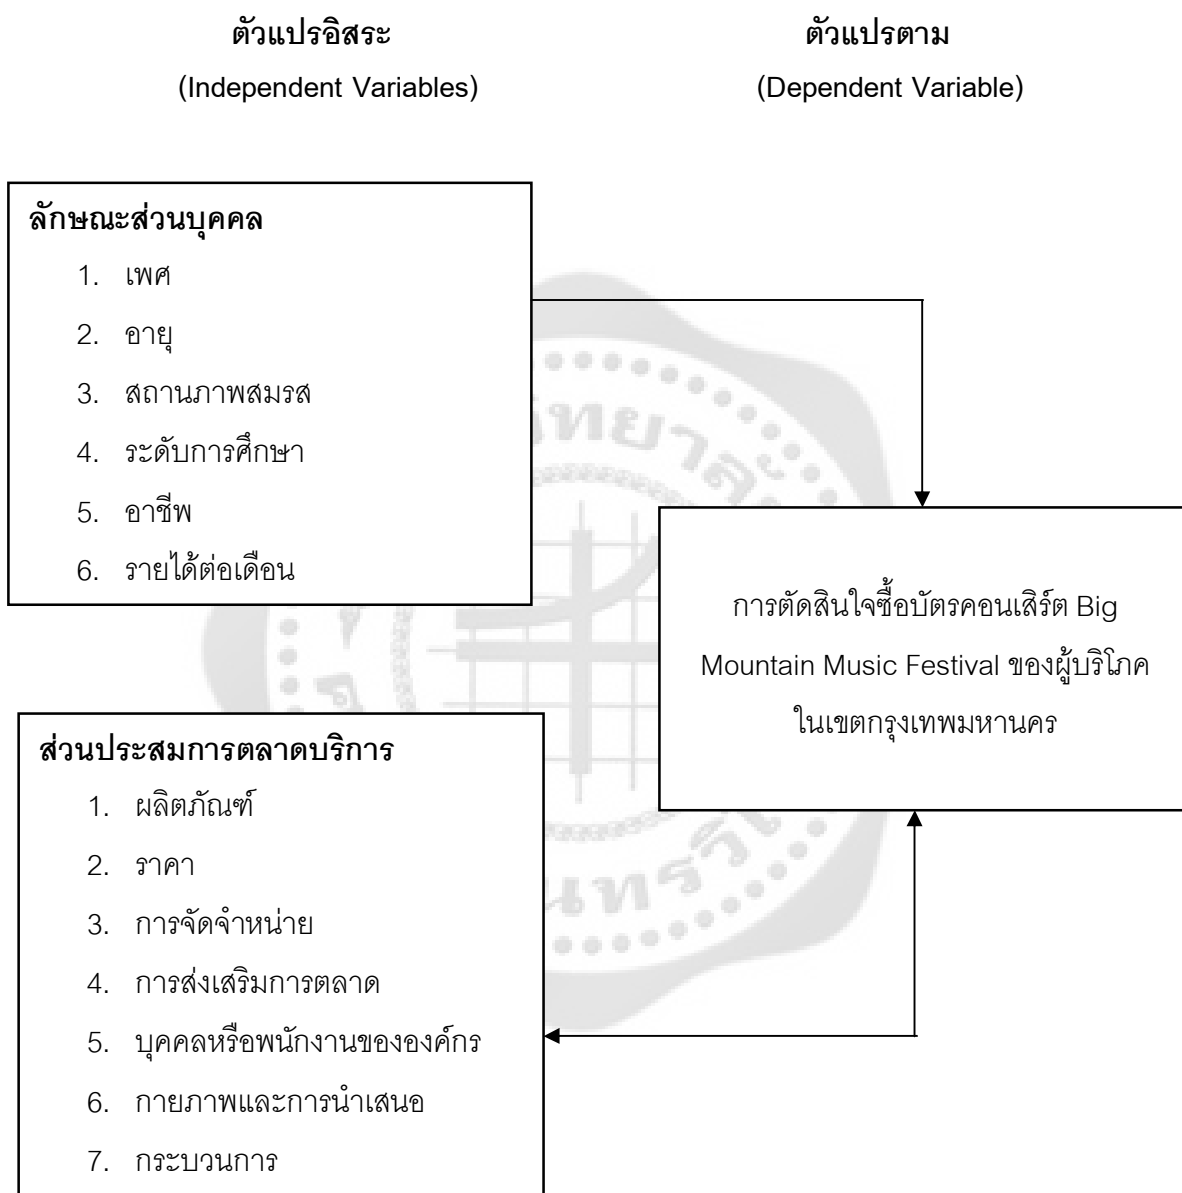 ตัวแปรอิสระ
(Independent Variables)
ตัวแปรตาม
(Dependent Variable)
ลักษณะส่วนบุคคล
1. เพศ
2. อายุ
3. สถานภาพสมรส
4. ระดับการศึกษา
5. อาชีพ
6. รายได้ต่อเดือน
การตัดสินใจซื้อบัตรคอนเสิร์ต Big
Mountain Music Festival ของผู้บริโภค
ในเขตกรุงเทพมหานคร
ส่วนประสมการตลาดบริการ
1. ผลิตภัณฑ์
2. ราคา
3. การจัดจำหน่าย
4. การส่งเสริมการตลาด
5. บุคคลหรือพนักงานขององค์กร
6. กายภาพและการนำเสนอ
7. กระบวนการ